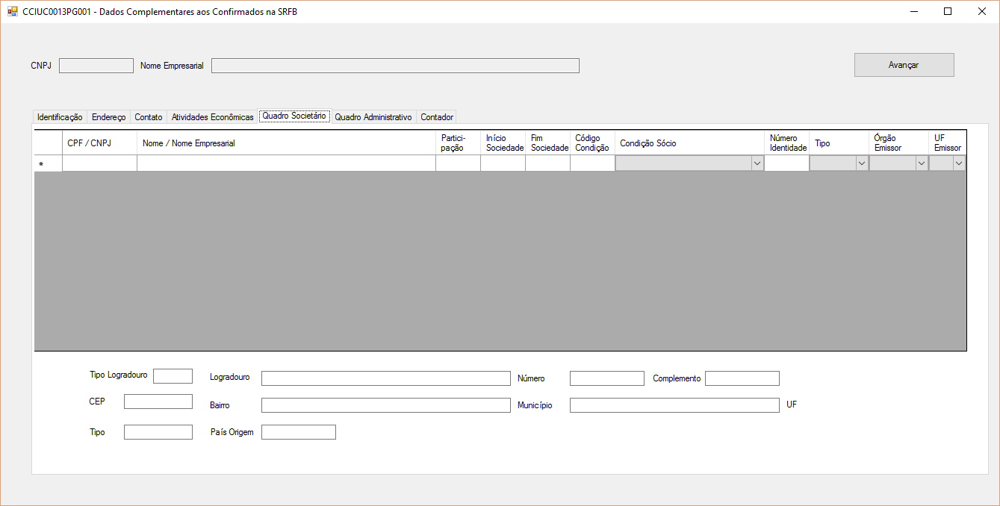 CCIUC0013PG001 - Dados Complementares aos Confirmados na SRFB
CNPJ
Nome Empresarial
Avançar
Identificação
Endereço
Contato
Atividades Econômicas
Quadro Societário
Quadro Administrativo
Contador
CPF / CNPJ
Nome / Nome Empresarial
Partici-
pação
Início
Sociedade
Fim
Sociedade
Código
Condição
Condição Sócio
Número
Identidade
Tipo
Órgão
Emissor
UF
Emissor
*
Tipo Logradouro
Logradouro
Número
Complemento
CEP
Bairro
Município
UF
Tipo
País Origem